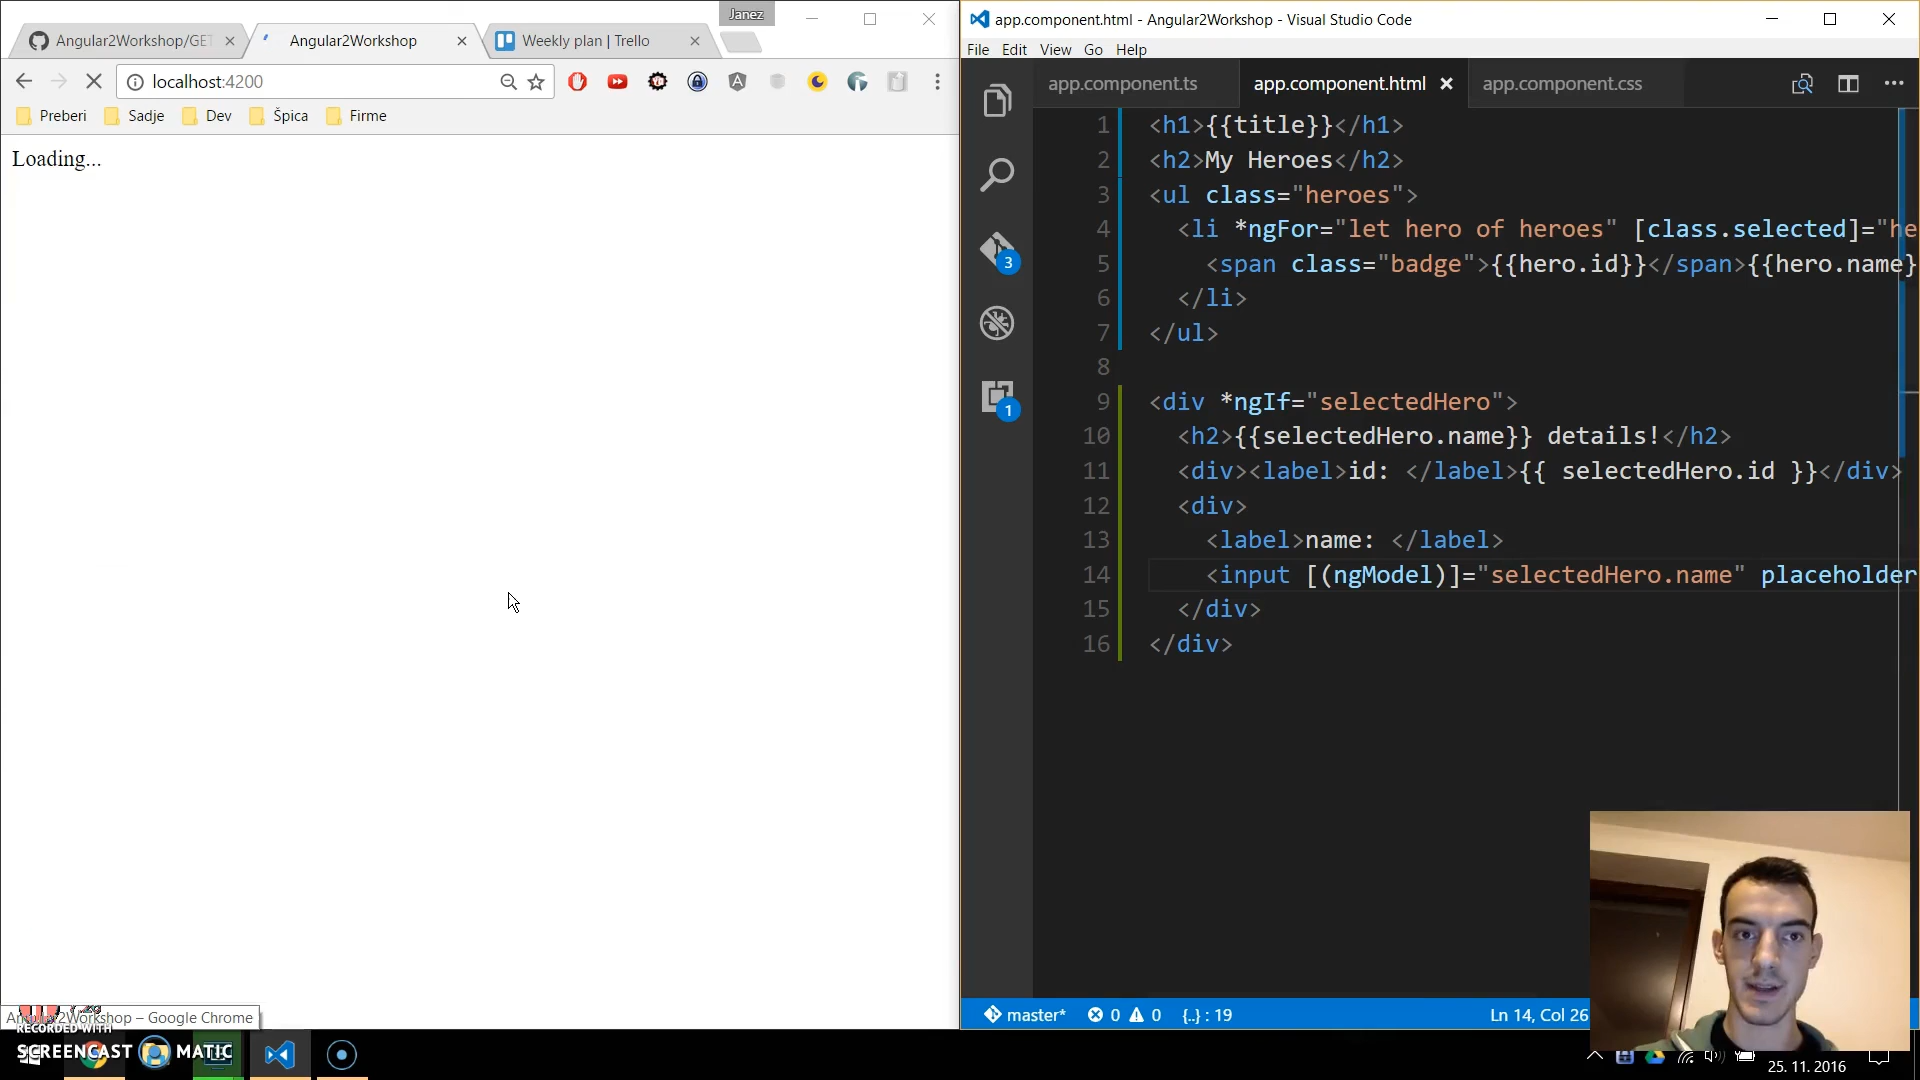 Janez
Angular2Workshop/GET
Angular2Workshop
Weekly plan | Trello
localhost:4200
Preberi
Sadje
Dev
Špica
Firme
Loading...
app.component.html - Angular2Workshop - Visual Studio Code
File Edit View Go Help
app.component.ts
app.component.html
app.component.css
1 <h1>{{title}}</h1>
2 <h2>My Heroes</h2>
3 <ul class="heroes">
4 <li *ngFor="let hero of heroes" [class.selected]="he
5 <span class="badge">{{hero.id}}</span>{{hero.name}
6 </li>
7 </ul>
8
9 <div *ngIf="selectedHero">
10 <h2>{{selectedHero.name}} details!</h2>
11 <div><label>id: </label>{{ selectedHero.id }}</div>
12 <div>
13 <label>name: </label>
14 <input [(ngModel)]="selectedHero.name" placeholder
15 </div>
16 </div>
3
1
master* 0 0 {..} : 19
Ln 14, Col 26
Angular2Workshop – Google Chrome
RECORDED WITH
SCREENCAST MATIC
25. 11. 2016